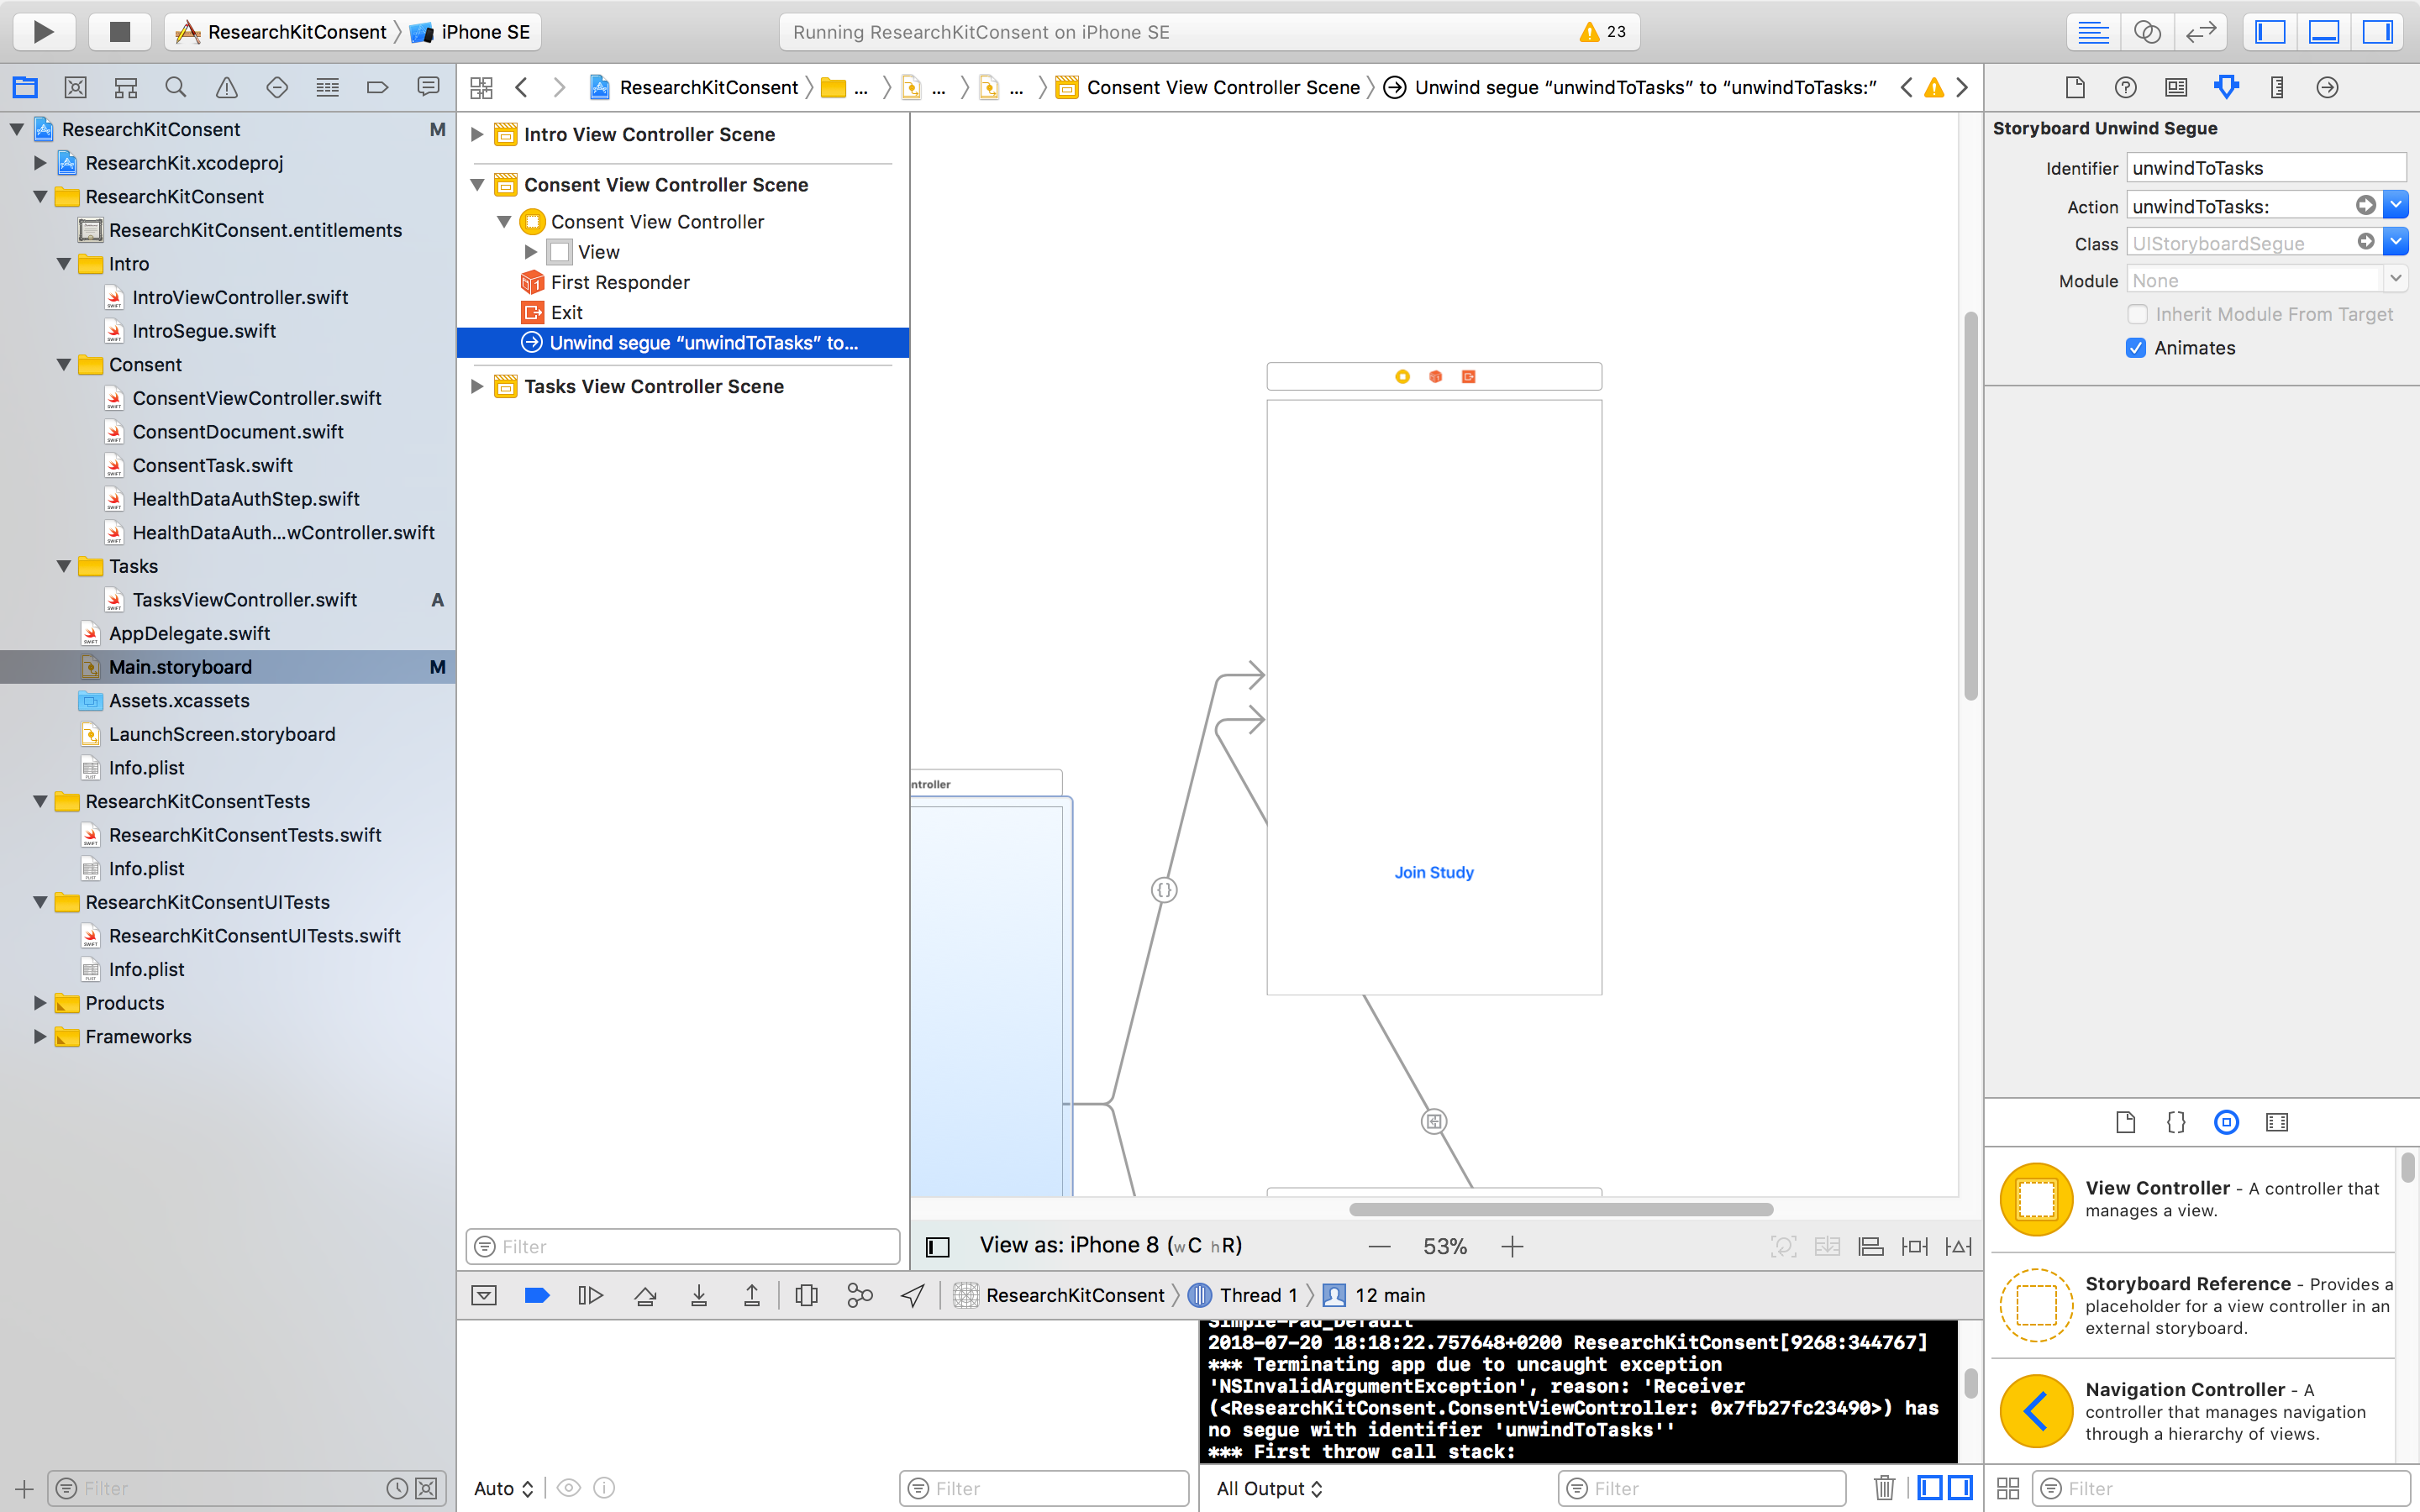 ResearchKitConsent iPhone SE
Running ResearchKitConsent on iPhone SE
23
ResearchKitConsent ... ... ... Consent View Controller Scene Unwind segue “unwindToTasks” to “unwindToTasks:”
ResearchKitConsent M
ResearchKit.xcodeproj
ResearchKitConsent
ResearchKitConsent.entitlements
Intro
IntroViewController.swift
IntroSegue.swift
Consent
ConsentViewController.swift
ConsentDocument.swift
ConsentTask.swift
HealthDataAuthStep.swift
HealthDataAuth...wController.swift
Tasks
TasksViewController.swift A
AppDelegate.swift
Main.storyboard M
Assets.xcassets
LaunchScreen.storyboard
Info.plist
ResearchKitConsentTests
ResearchKitConsentTests.swift
Info.plist
ResearchKitConsentUITests
ResearchKitConsentUITests.swift
Info.plist
Products
Frameworks
Filter
Intro View Controller Scene
Consent View Controller Scene
Consent View Controller
View
First Responder
Exit
Unwind segue “unwindToTasks” to...
Tasks View Controller Scene
Filter
ntroller
Join Study
View as: iPhone 8 (wC hR)
53%
ResearchKitConsent Thread 1 12 main
Simple-Pad_Default
2018-07-20 18:18:22.757648+0200 ResearchKitConsent[9268:344767]
*** Terminating app due to uncaught exception
'NSInvalidArgumentException', reason: 'Receiver
(<ResearchKitConsent.ConsentViewController: 0x7fb27fc23490>) has
no segue with identifier 'unwindToTasks''
*** First throw call stack:
Auto
Filter
All Output
Filter
Storyboard Unwind Segue
Identifier unwindToTasks
Action unwindToTasks:
Class UIStoryboardSegue
Module None
Inherit Module From Target
Animates
View Controller - A controller that
manages a view.
Storyboard Reference - Provides a
placeholder for a view controller in an
external storyboard.
Navigation Controller - A
controller that manages navigation
through a hierarchy of views.
Filter